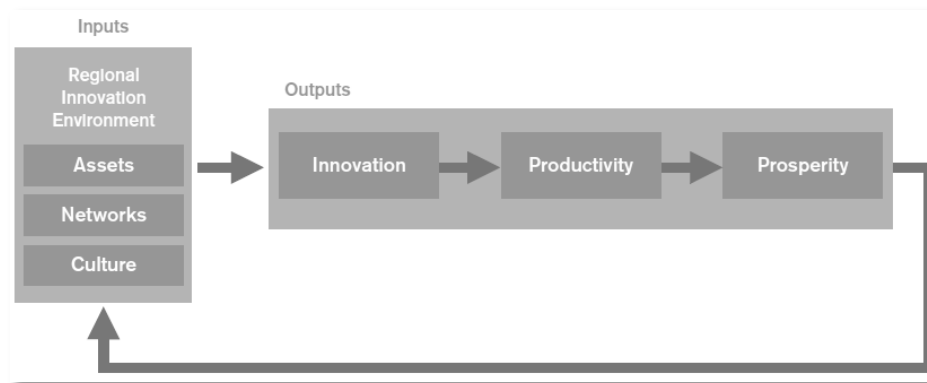 Inputs
Regional
Innovation
Environment
Assets
Networks
Culture
Outputs
Innovation
Productivity
Prosperity